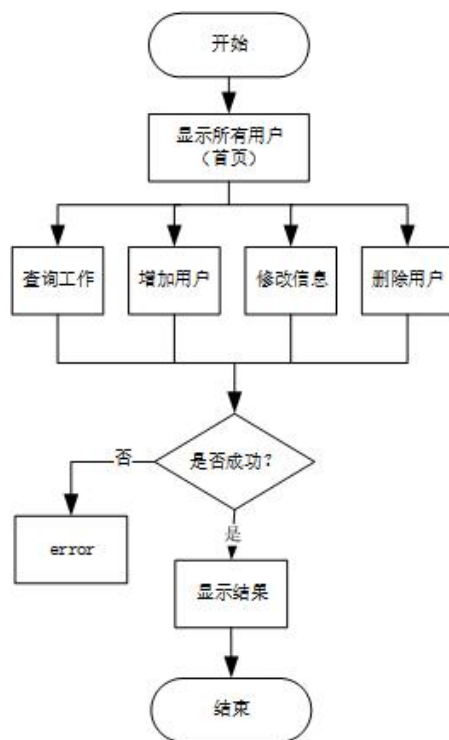 开始
显示所有用户
（首页）
查询工作
增加用户
修改信息
删除用户
是否成功?
否
error
是
显示结果
结束